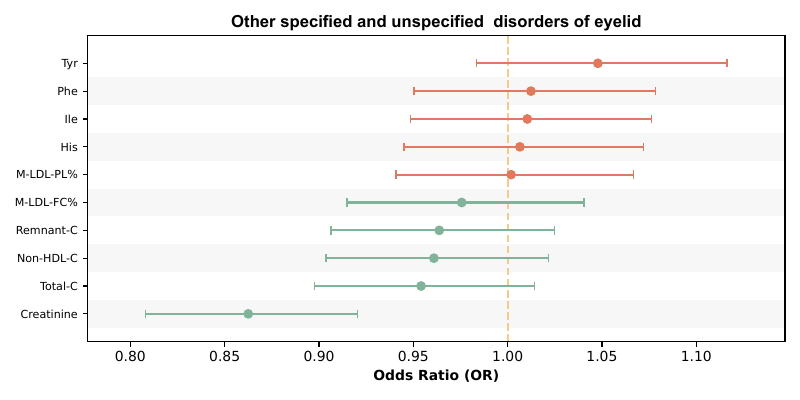 Other specified and unspecified  disorders of eyelid
Tyr
Phe
Ile
His
M-LDL-PL%
M-LDL-FC%
Remnant-C
Non-HDL-C
Total-C
Creatinine
0.80 0.85 0.90 0.95 1.00 1.05 1.10
Odds Ratio (OR)